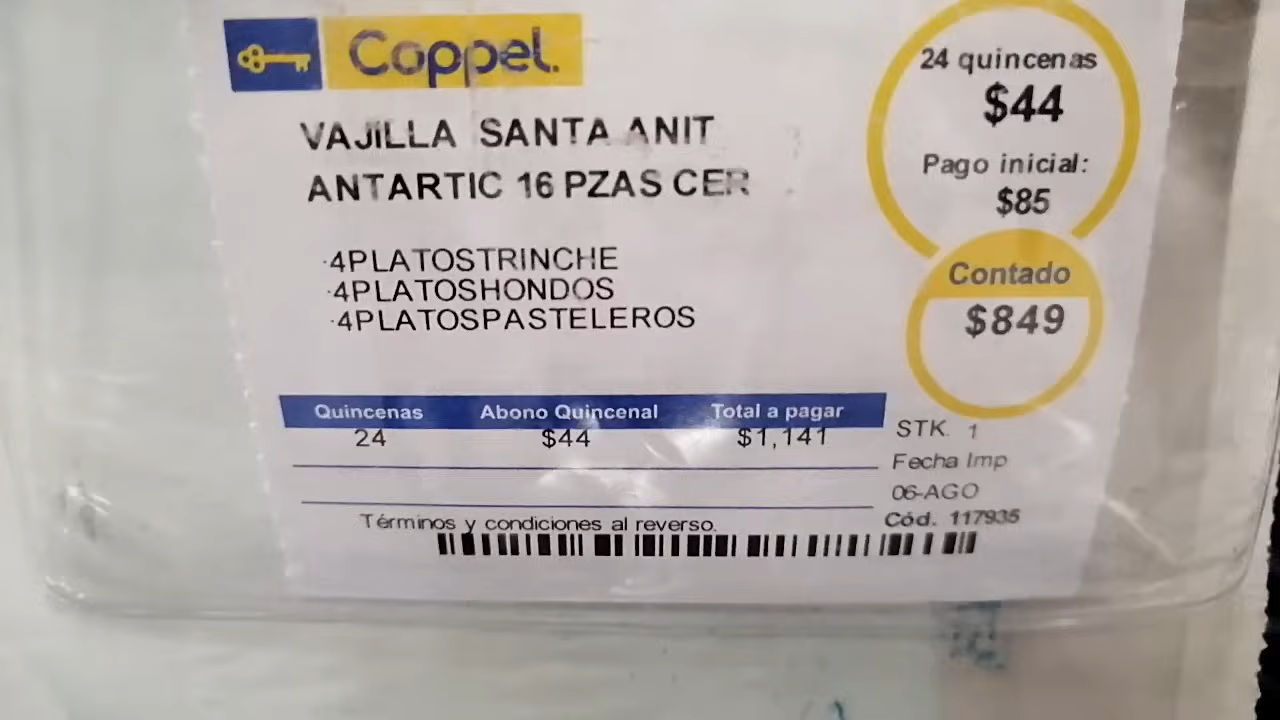 Coppel.
VAJILLA SANTA ANIT
ANTARTIC 16 PZAS CER
·4PLATOSTRINCHE
·4PLATOSHONDOS
·4PLATOSPASTELEROS
24 quincenas
$44
Pago inicial:
$85
Contado
$849
Quincenas Abono Quincenal Total a pagar
24 $44 $1,141
STK. 1
Fecha Imp
06-AGO
Cód. 117935
Términos y condiciones al reverso.